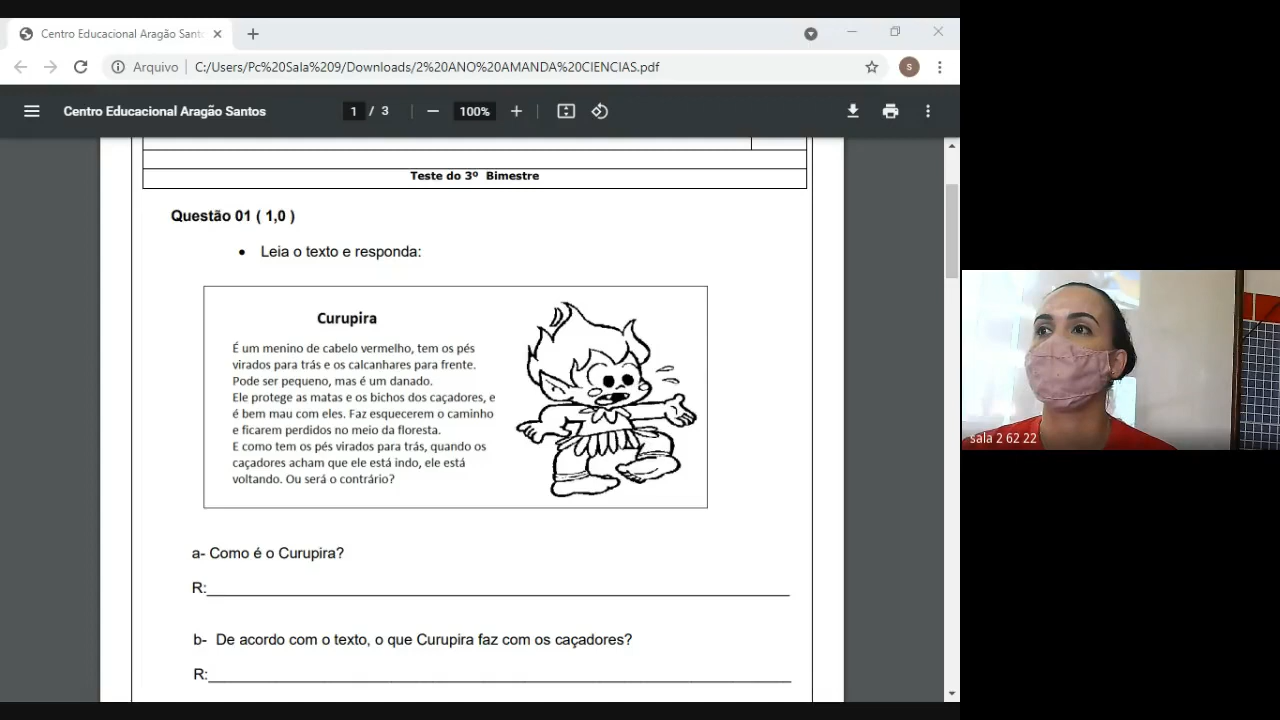 Centro Educacional Aragão Sant
Arquivo C:/Users/Pc%20Sala%209/Downloads/2%20ANO%20AMANDA%20CIENCIAS.pdf
S
Centro Educacional Aragão Santos 1 / 3 100%
Teste do 3º Bimestre
Questão 01 ( 1,0 )
• Leia o texto e responda:
Curupira
É um menino de cabelo vermelho, tem os pés
virados para trás e os calcanhares para frente.
Pode ser pequeno, mas é um danado.
Ele protege as matas e os bichos dos caçadores, e
é bem mau com eles. Faz esquecerem o caminho
e ficarem perdidos no meio da floresta.
E como tem os pés virados para trás, quando os
caçadores acham que ele está indo, ele está
voltando. Ou será o contrário?
a- Como é o Curupira?
R:
b- De acordo com o texto, o que Curupira faz com os caçadores?
R:
sala 2 62 22